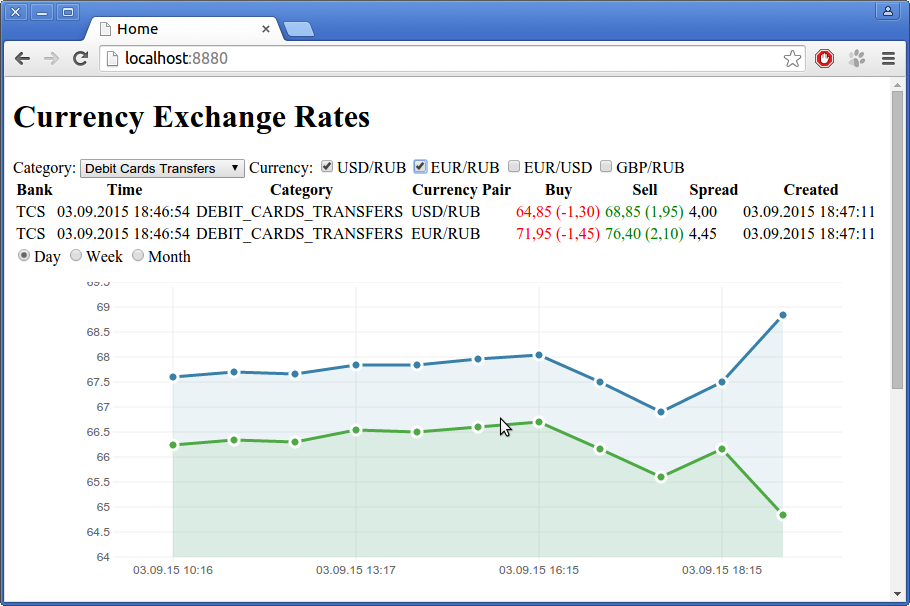 Home
localhost:8880
Currency Exchange Rates
Category: Debit Cards Transfers Currency: USD/RUB EUR/RUB EUR/USD GBP/RUB
Bank Time Category Currency Pair Buy Sell Spread Created
TCS 03.09.2015 18:46:54 DEBIT_CARDS_TRANSFERS USD/RUB 64,85 (-1,30) 68,85 (1,95) 4,00 03.09.2015 18:47:11
TCS 03.09.2015 18:46:54 DEBIT_CARDS_TRANSFERS EUR/RUB 71,95 (-1,45) 76,40 (2,10) 4,45 03.09.2015 18:47:11
Day Week Month
69.5
69
68.5
68
67.5
67
66.5
66
65.5
65
64.5
64
03.09.15 10:16 03.09.15 13:17 03.09.15 16:15 03.09.15 18:15